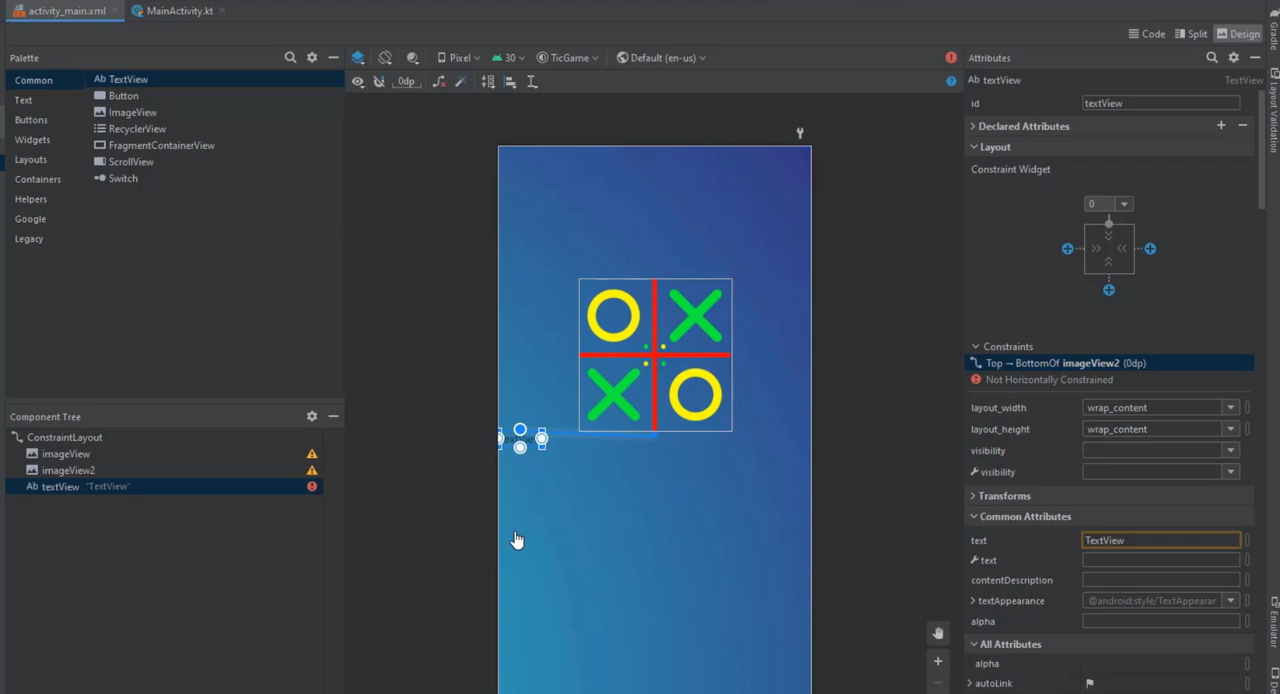 activity_main.xml
MainActivity.kt
Code
Split
Design
Palette
Common
Text
Buttons
Widgets
Layouts
Containers
Helpers
Google
Legacy
Ab TextView
Button
ImageView
RecyclerView
FragmentContainerView
ScrollView
Switch
Pixel
30
TicGame
Default (en-us)
0dp
Component Tree
ConstraintLayout
imageView
imageView2
Ab textView "TextView"
Attributes
Ab textView
TextView
id
textView
Declared Attributes
Layout
Constraint Widget
0
Constraints
Top → BottomOf imageView2 (0dp)
Not Horizontally Constrained
layout_width
wrap_content
layout_height
wrap_content
visibility
visibility
Transforms
Common Attributes
text
TextView
text
contentDescription
textAppearance
@android:style/TextAppearar
alpha
All Attributes
alpha
autoLink
Gradle
Layout Validation
Emulator